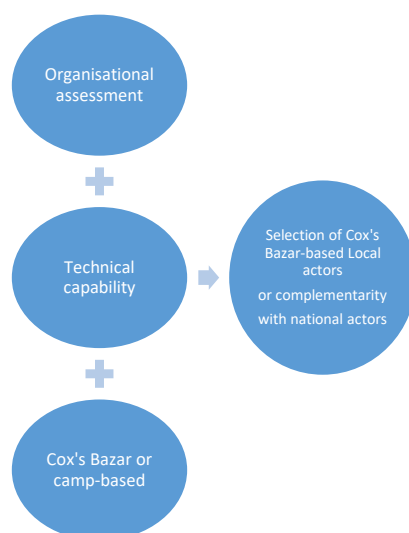 Organisational
assessment
Technical
capability
Selection of Cox's
Bazar-based Local
actors
or complementarity
with national actors
Cox's Bazar or
camp-based